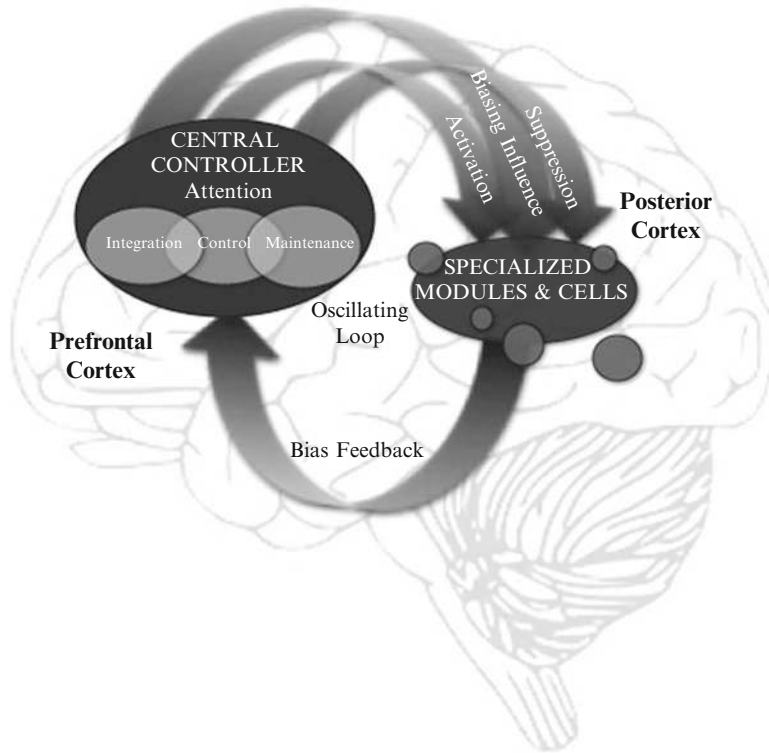 Activation
Biasing Influence
Suppression
CENTRAL
CONTROLLER
Attention
Integration Control Maintenance
Posterior
Cortex
SPECIALIZED
MODULES & CELLS
Oscillating
Loop
Prefrontal
Cortex
Bias Feedback